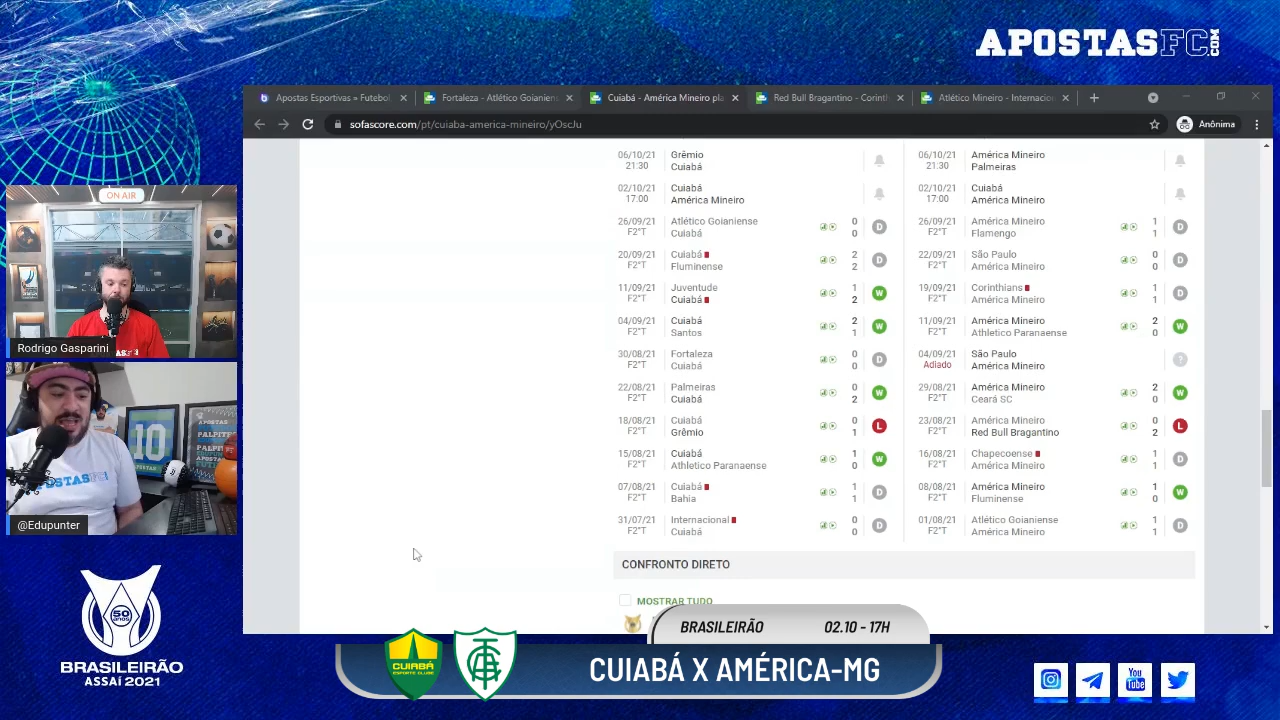 APOSTASFC.COM
Apostas Esportivas » Futebol
Fortaleza - Atlético Goianiens
Cuiabá - América Mineiro pla
Red Bull Bragantino - Corinth
Atlético Mineiro - Internacio
sofascore.com/pt/cuiaba-america-mineiro/yOscJu
Anônima
ON AIR
Rodrigo Gasparini
10
APOSTAS
PALPITES
APOSTASFC
@Edupunter
50
anos
BRASILEIRÃO
ASSAÍ 2021
06/10/21 Grêmio
21:30 Cuiabá
02/10/21 Cuiabá
17:00 América Mineiro
26/09/21 Atlético Goianiense 0
F2°T Cuiabá 0 D
20/09/21 Cuiabá 2
F2°T Fluminense 2 D
11/09/21 Juventude 1
F2°T Cuiabá 2 W
04/09/21 Cuiabá 2
F2°T Santos 1 W
30/08/21 Fortaleza 0
F2°T Cuiabá 0 D
22/08/21 Palmeiras 0
F2°T Cuiabá 2 W
18/08/21 Cuiabá 0
F2°T Grêmio 1 L
15/08/21 Cuiabá 1
F2°T Athletico Paranaense 0 W
07/08/21 Cuiabá 1
F2°T Bahia 1 D
31/07/21 Internacional 0
F2°T Cuiabá 0 D
06/10/21 América Mineiro
21:30 Palmeiras
02/10/21 Cuiabá
17:00 América Mineiro
26/09/21 América Mineiro 1
F2°T Flamengo 1 D
22/09/21 São Paulo 0
F2°T América Mineiro 0 D
19/09/21 Corinthians 1
F2°T América Mineiro 1 D
11/09/21 América Mineiro 2
F2°T Athletico Paranaense 0 W
04/09/21 São Paulo
Adiado América Mineiro ?
29/08/21 América Mineiro 2
F2°T Ceará SC 0 W
23/08/21 América Mineiro 0
F2°T Red Bull Bragantino 2 L
16/08/21 Chapecoense 1
F2°T América Mineiro 1 D
08/08/21 América Mineiro 1
F2°T Fluminense 0 W
01/08/21 Atlético Goianiense 1
F2°T América Mineiro 1 D
CONFRONTO DIRETO
MOSTRAR TUDO
BRASILEIRÃO 02.10 - 17H
CUIABÁ
ESPORTE CLUBE
CUIABÁ X AMÉRICA-MG
You
Tube